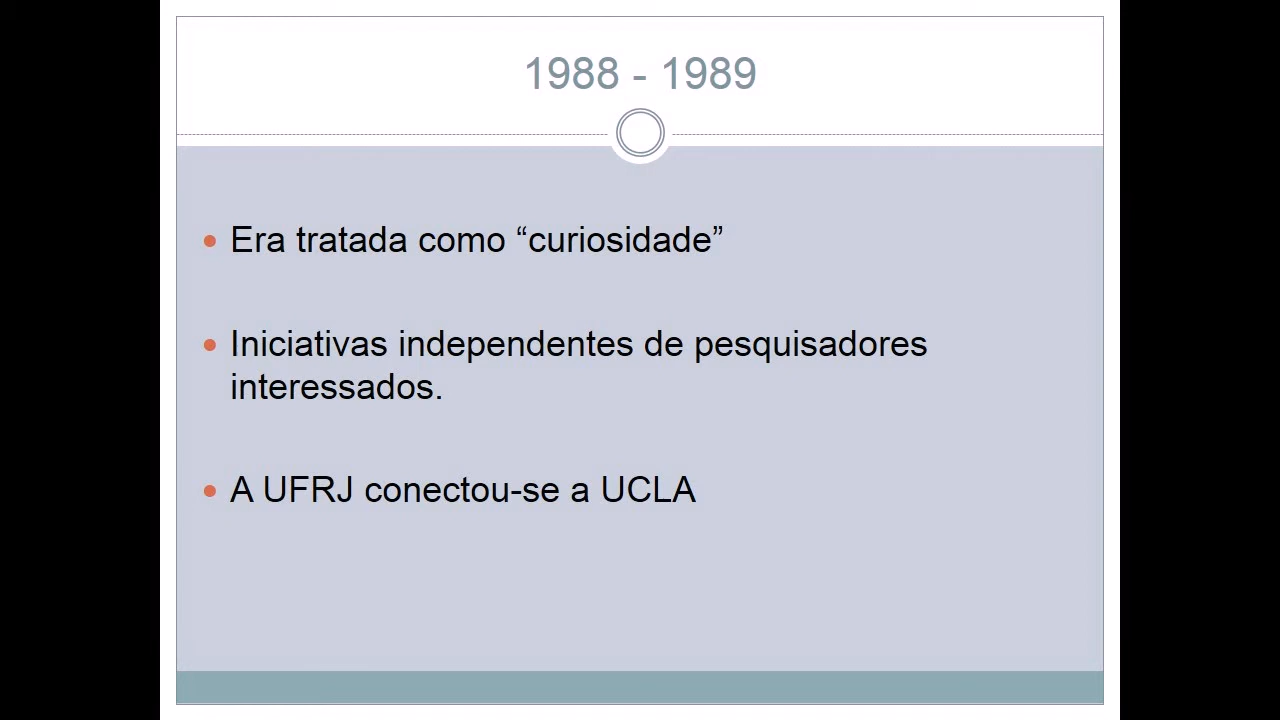 1988 - 1989
Era tratada como “curiosidade”
Iniciativas independentes de pesquisadores
interessados.
A UFRJ conectou-se a UCLA